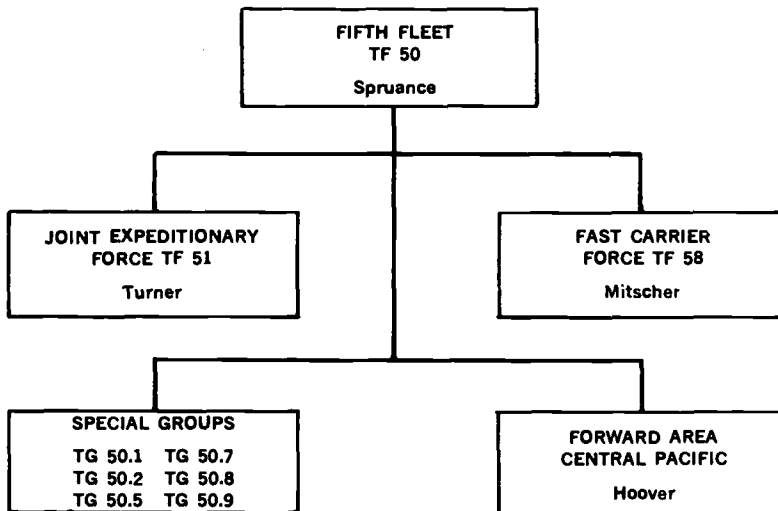 FIFTH FLEET
TF 50
Spruance
JOINT EXPEDITIONARY
FORCE TF 51
Turner
FAST CARRIER
FORCE TF 58
Mitscher
SPECIAL GROUPS
TG 50.1 TG 50.7
TG 50.2 TG 50.8
TG 50.5 TG 50.9
FORWARD AREA
CENTRAL PACIFIC
Hoover